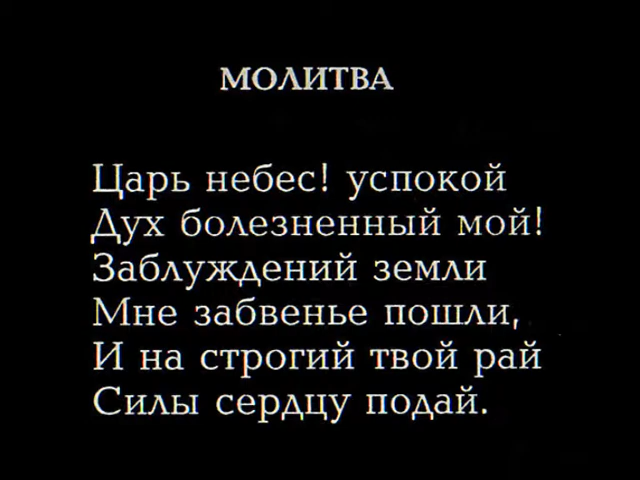 МОЛИТВА
Царь небес! успокой
Дух болезненный мой!
Заблуждений земли
Мне забвенье пошли,
И на строгий твой рай
Силы сердцу подай.